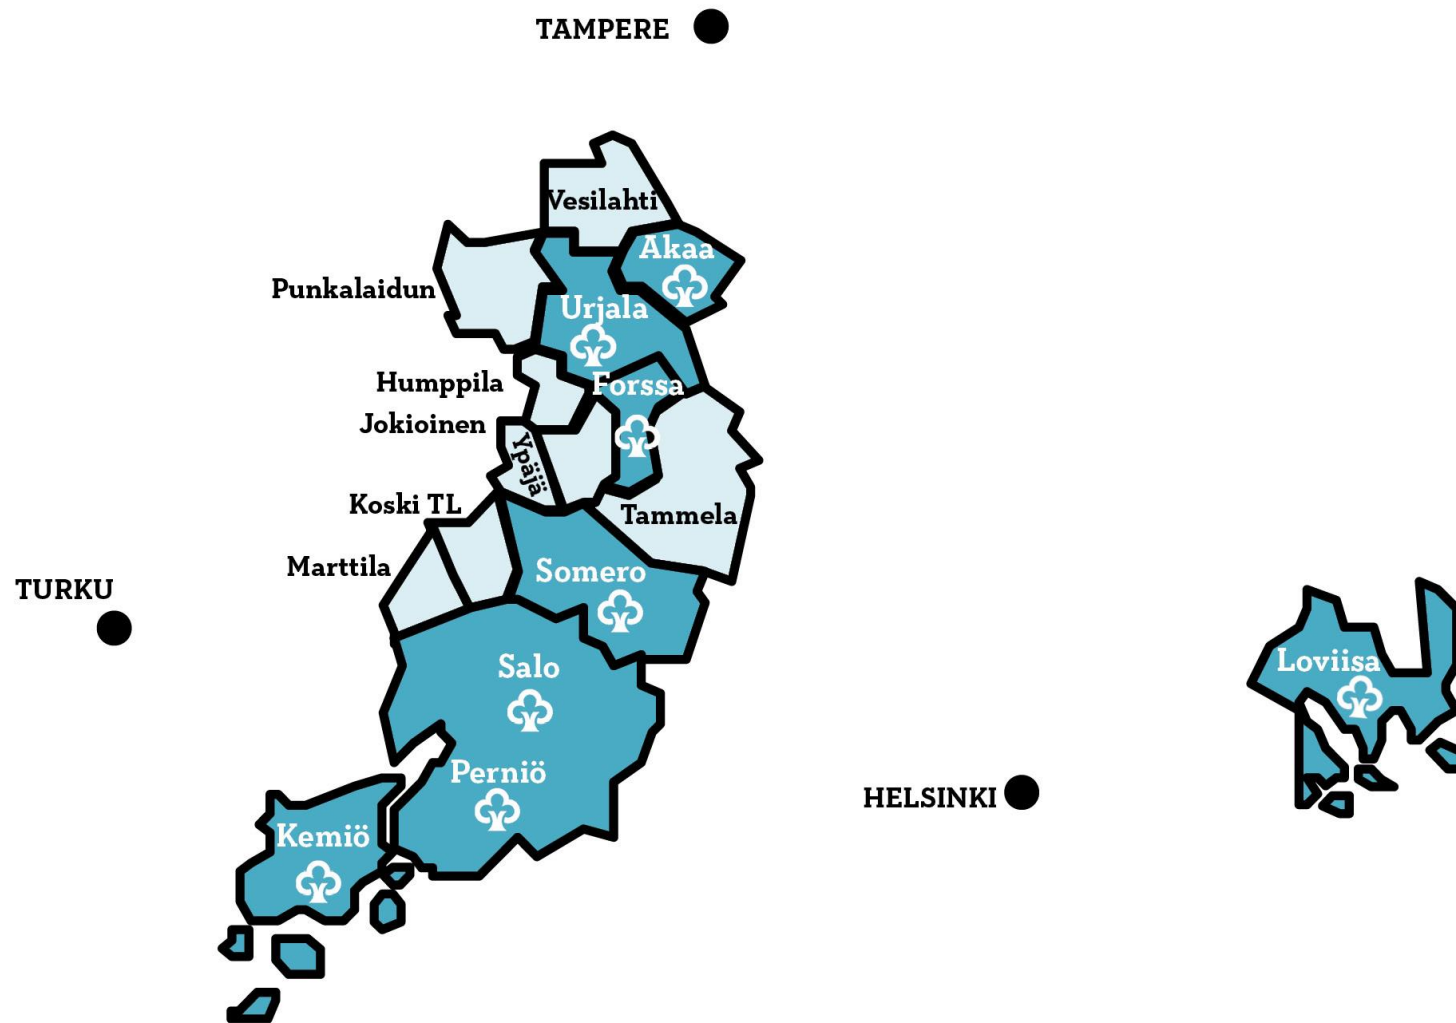 TAMPERE
Vesilahti
Akaa
Punkalaidun
Urjala
Humppila
Forssa
Jokioinen
Ypäjä
Koski TL
Tammela
Marttila
Somero
TURKU
Salo
Loviisa
Perniö
HELSINKI
Kemiö